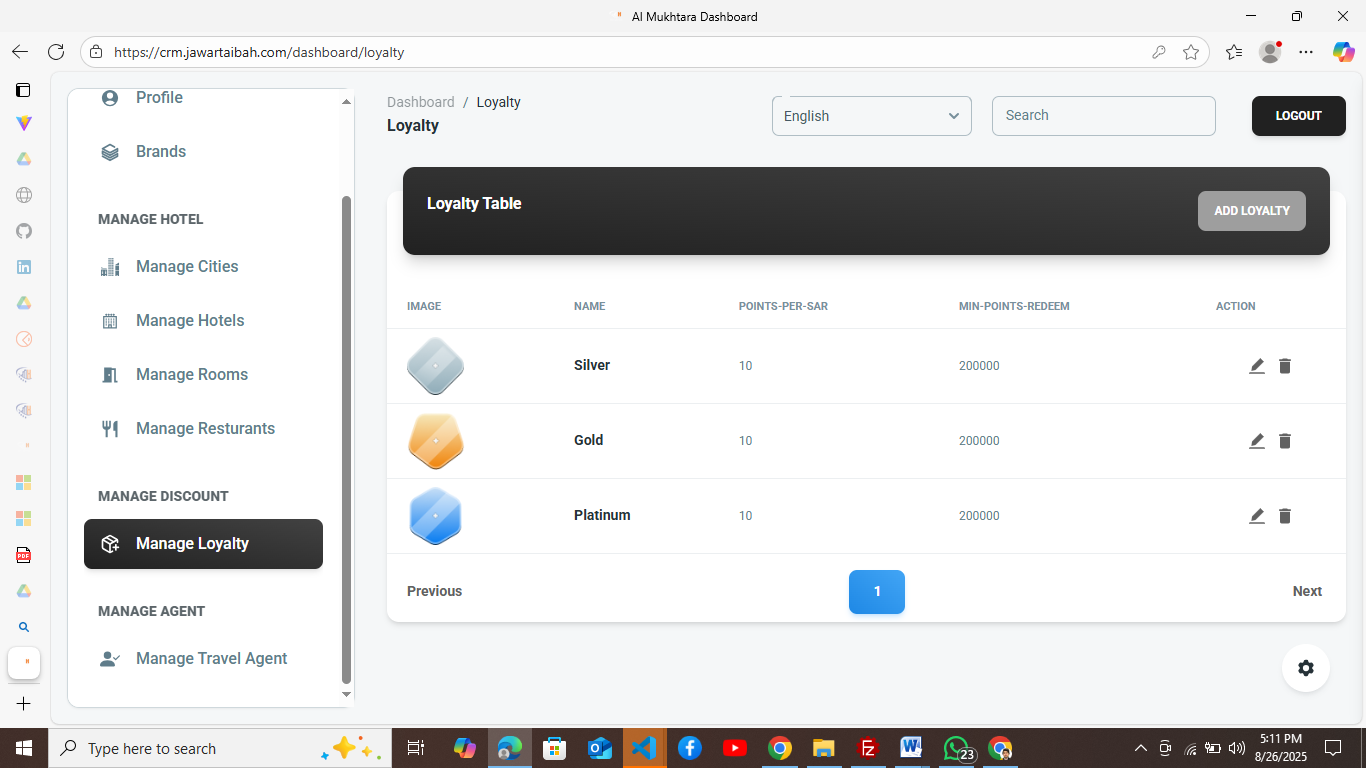 Al Mukhtara Dashboard
https://crm.jawartaibah.com/dashboard/loyalty
Profile
Brands
MANAGE HOTEL
Manage Cities
Manage Hotels
Manage Rooms
Manage Resturants
MANAGE DISCOUNT
Manage Loyalty
MANAGE AGENT
Manage Travel Agent
Dashboard / Loyalty
Loyalty
English
Search
LOGOUT
Loyalty Table
ADD LOYALTY
IMAGE NAME POINTS-PER-SAR MIN-POINTS-REDEEM ACTION
Silver 10 200000
Gold 10 200000
Platinum 10 200000
Previous 1 Next
Type here to search
23
5:11 PM
8/26/2025